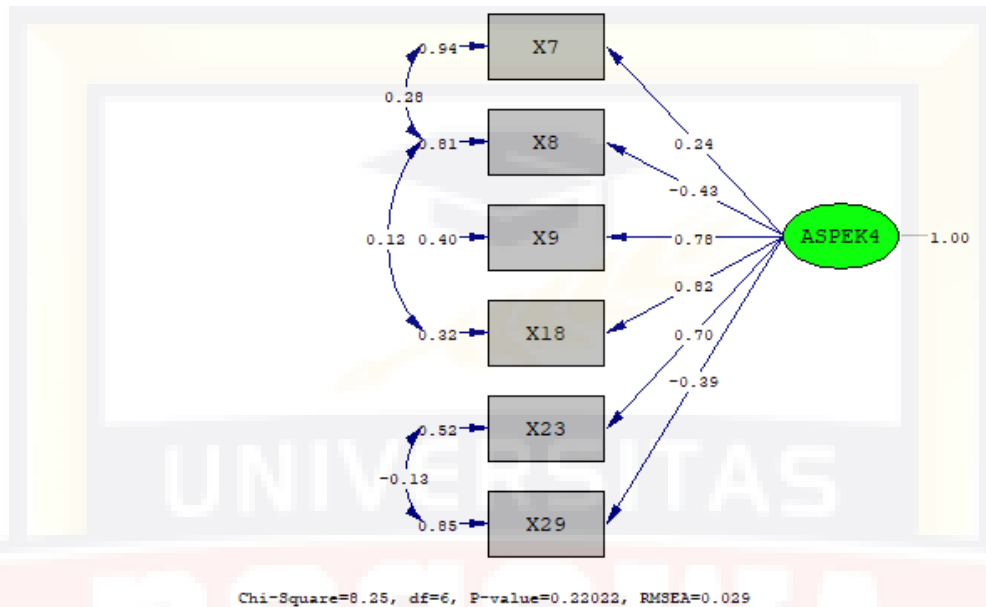 0.94
X7
0.28
0.81
X8
0.24
-0.43
0.12
0.40
X9
0.78
ASPEK4
1.00
0.82
0.32
X18
0.70
-0.39
0.52
X23
-0.13
0.85
X29
UNIVERSITAS
Chi-Square=8.25, df=6, P-value=0.22022, RMSEA=0.029